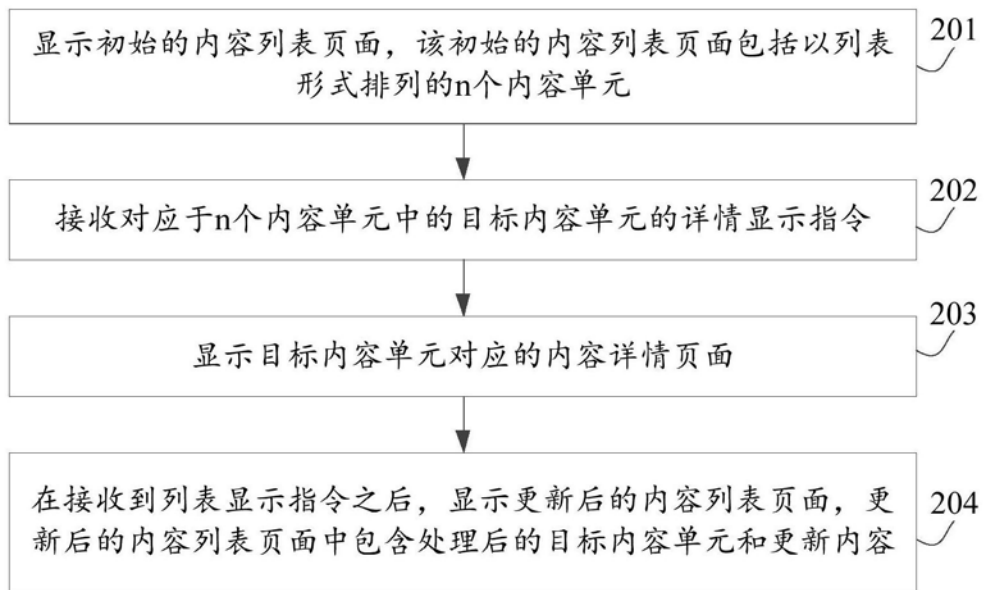 显示初始的内容列表页面，该初始的内容列表页面包括以列表
形式排列的n个内容单元
201
接收对应于n个内容单元中的目标内容单元的详情显示指令
202
显示目标内容单元对应的内容详情页面
203
在接收到列表显示指令之后，显示更新后的内容列表页面，更
新后的内容列表页面中包含处理后的目标内容单元和更新内容
204